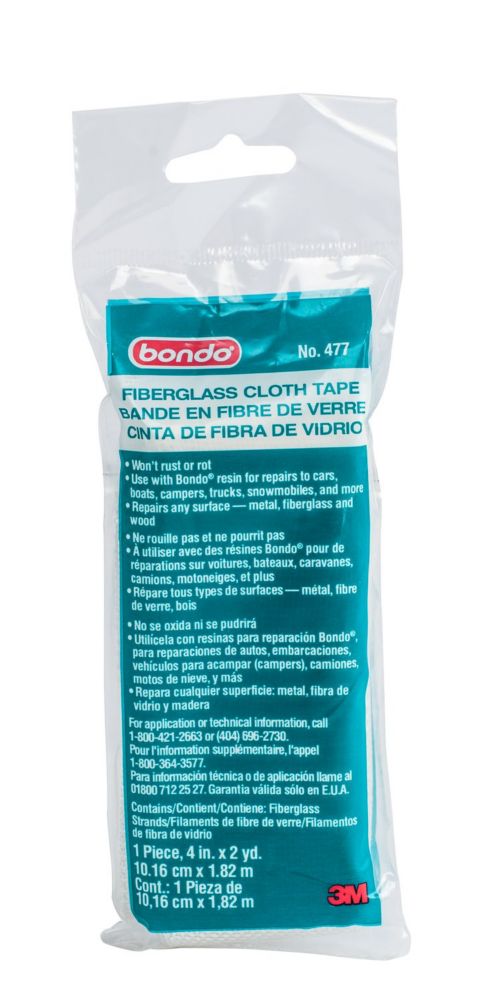 bondo®
No. 477
FIBERGLASS CLOTH TAPE
BANDE EN FIBRE DE VERRE
CINTA DE FIBRA DE VIDRIO
• Won't rust or rot
• Use with Bondo® resin for repairs to cars,
boats, campers, trucks, snowmobiles, and more
• Repairs any surface — metal, fiberglass and
wood
• Ne rouille pas et ne pourrit pas
• À utiliser avec des résines Bondo® pour de
réparations sur voitures, bateaux, caravanes,
camions, motoneiges, et plus
• Répare tous types de surfaces — métal, fibre
de verre, bois
• No se oxida ni se pudrirá
• Utilícela con resinas para reparación Bondo®,
para reparaciones de autos, embarcaciones,
vehículos para acampar (campers), camiones,
motos de nieve, y más
• Repara cualquier superficie: metal, fibra de
vidrio y madera
For application or technical information, call
1-800-421-2663 or (404) 696-2730.
Pour l'information supplémentaire, l'appel
1-800-364-3577.
Para información técnica o de aplicación llame al
01800 712 25 27. Garantía válida sólo en E.U.A.
Contains/Contient/Contiene: Fiberglass
Strands/Filaments de fibre de verre/Filamentos
de fibra de vidrio
1 Piece, 4 in. x 2 yd.
10.16 cm x 1.82 m
Cont.: 1 Pieza de
10,16 cm x 1,82 m
3M